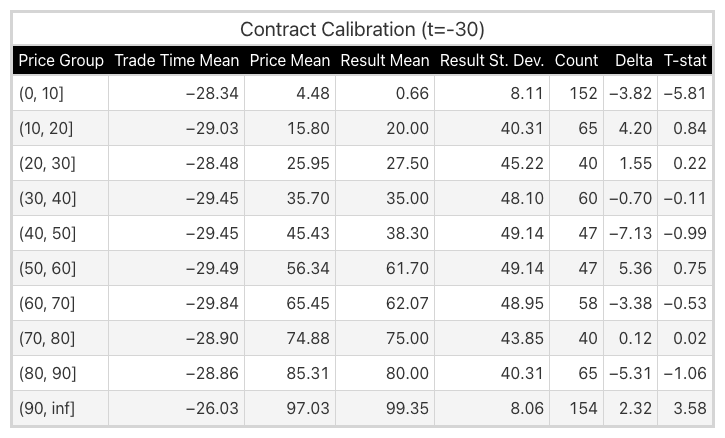 Contract Calibration (t=-30)
Price Group Trade Time Mean Price Mean Result Mean Result St. Dev. Count Delta T-stat
(0, 10] −28.34 4.48 0.66 8.11 152 −3.82 −5.81
(10, 20] −29.03 15.80 20.00 40.31 65 4.20 0.84
(20, 30] −28.48 25.95 27.50 45.22 40 1.55 0.22
(30, 40] −29.45 35.70 35.00 48.10 60 −0.70 −0.11
(40, 50] −29.45 45.43 38.30 49.14 47 −7.13 −0.99
(50, 60] −29.49 56.34 61.70 49.14 47 5.36 0.75
(60, 70] −29.84 65.45 62.07 48.95 58 −3.38 −0.53
(70, 80] −28.90 74.88 75.00 43.85 40 0.12 0.02
(80, 90] −28.86 85.31 80.00 40.31 65 −5.31 −1.06
(90, inf] −26.03 97.03 99.35 8.06 154 2.32 3.58